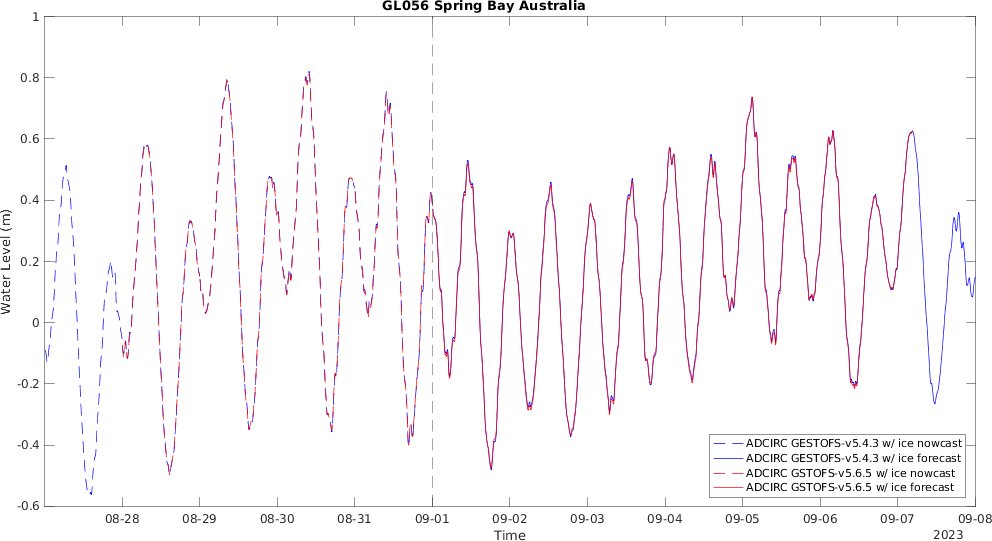 GL056 Spring Bay Australia
1
0.8
0.6
0.4
0.2
0
-0.2
-0.4
-0.6
Water Level (m)
08-28 08-29 08-30 08-31 09-01 09-02 09-03 09-04 09-05 09-06 09-07 09-08
Time
2023
ADCIRC GESTOFS-v5.4.3 w/ ice nowcast
ADCIRC GESTOFS-v5.4.3 w/ ice forecast
ADCIRC GSTOFS-v5.6.5 w/ ice nowcast
ADCIRC GSTOFS-v5.6.5 w/ ice forecast